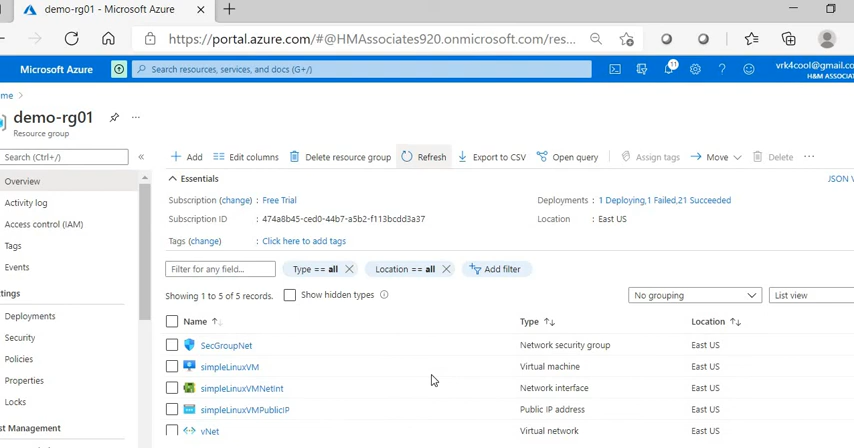 demo-rg01 - Microsoft Azure
https://portal.azure.com/#@HMAssociates920.onmicrosoft.com/res...
Microsoft Azure
Search resources, services, and docs (G+/)
11
vrk4cool@gmail.co
H&M ASSOCIAT
me >
demo-rg01
...
Resource group
Search (Ctrl+/)
«
Add
Edit columns
Delete resource group
Refresh
Export to CSV
Open query
Assign tags
Move
Delete
...
Overview
Activity log
Access control (IAM)
Tags
Events
ttings
Deployments
Security
Policies
Properties
Locks
st Management
Essentials
JSON V
Subscription (change) : Free Trial
Deployments : 1 Deploying,1 Failed,21 Succeeded
Subscription ID : 474a8b45-ced0-44b7-a5b2-f113bcdd3a37
Location : East US
Tags (change) : Click here to add tags
Filter for any field...
Type == all
Location == all
Add filter
Showing 1 to 5 of 5 records.
Show hidden types
No grouping
List view
Name ↑↓ Type ↑↓ Location ↑↓
SecGroupNet Network security group East US
simpleLinuxVM Virtual machine East US
simpleLinuxVMNetInt Network interface East US
simpleLinuxVMPublicIP Public IP address East US
vNet Virtual network East US